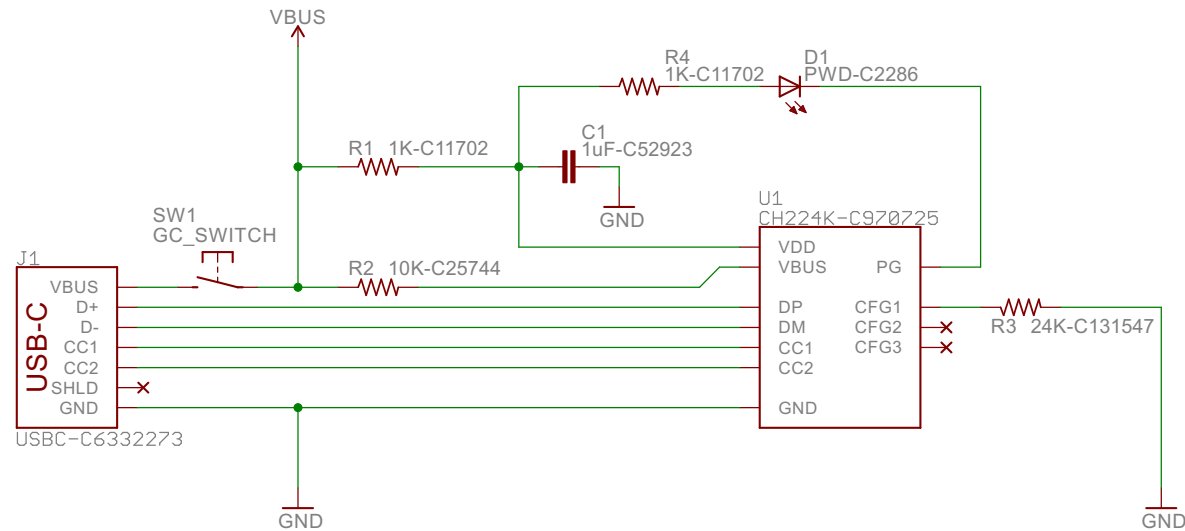 VBUS
R4
1K-C11702
D1
PWD-C2286
C1
1uF-C52923
R1 1K-C11702
GND
U1
CH224K-C970725
SW1
GC_SWITCH
J1
R2 10K-C25744
USB-C
VBUS
D+
D-
CC1
CC2
SHLD
GND
USBC-C6332273
VDD
VBUS
DP
DM
CC1
CC2
GND
PG
CFG1
CFG2
CFG3
R3 24K-C131547
GND
GND